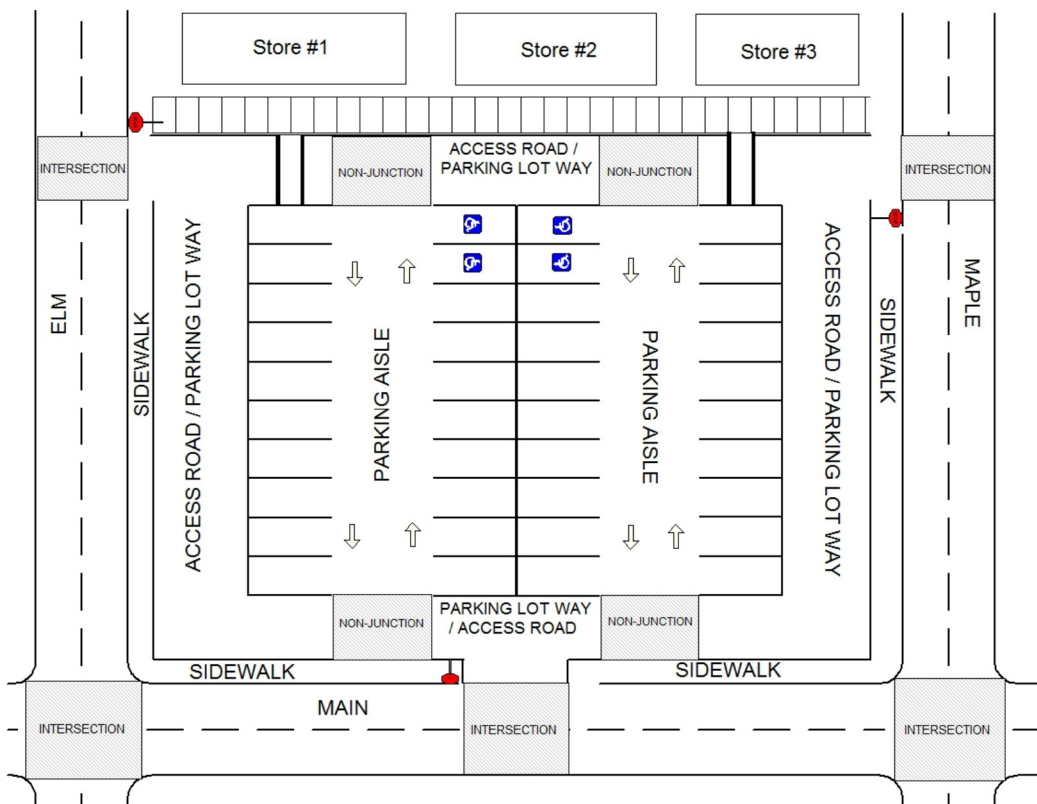 Store #1
Store #2
Store #3
INTERSECTION
NON-JUNCTION
ACCESS ROAD /
PARKING LOT WAY
NON-JUNCTION
INTERSECTION
ELM
SIDEWALK
ACCESS ROAD / PARKING LOT WAY
PARKING AISLE
PARKING AISLE
ACCESS ROAD / PARKING LOT WAY
SIDEWALK
MAPLE
NON-JUNCTION
PARKING LOT WAY
/ ACCESS ROAD
NON-JUNCTION
SIDEWALK
SIDEWALK
MAIN
INTERSECTION
INTERSECTION
INTERSECTION